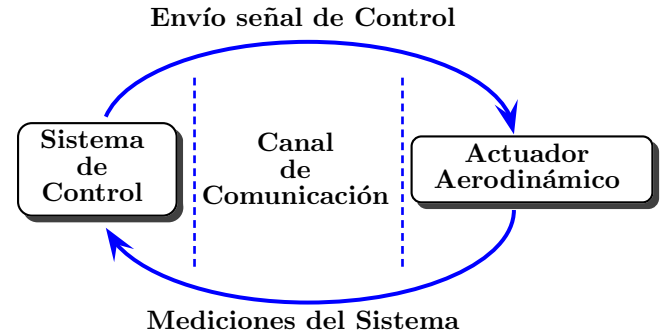 Envío señal de Control
Sistema
de
Control
Canal
de
Comunicación
Actuador
Aerodinámico
Mediciones del Sistema